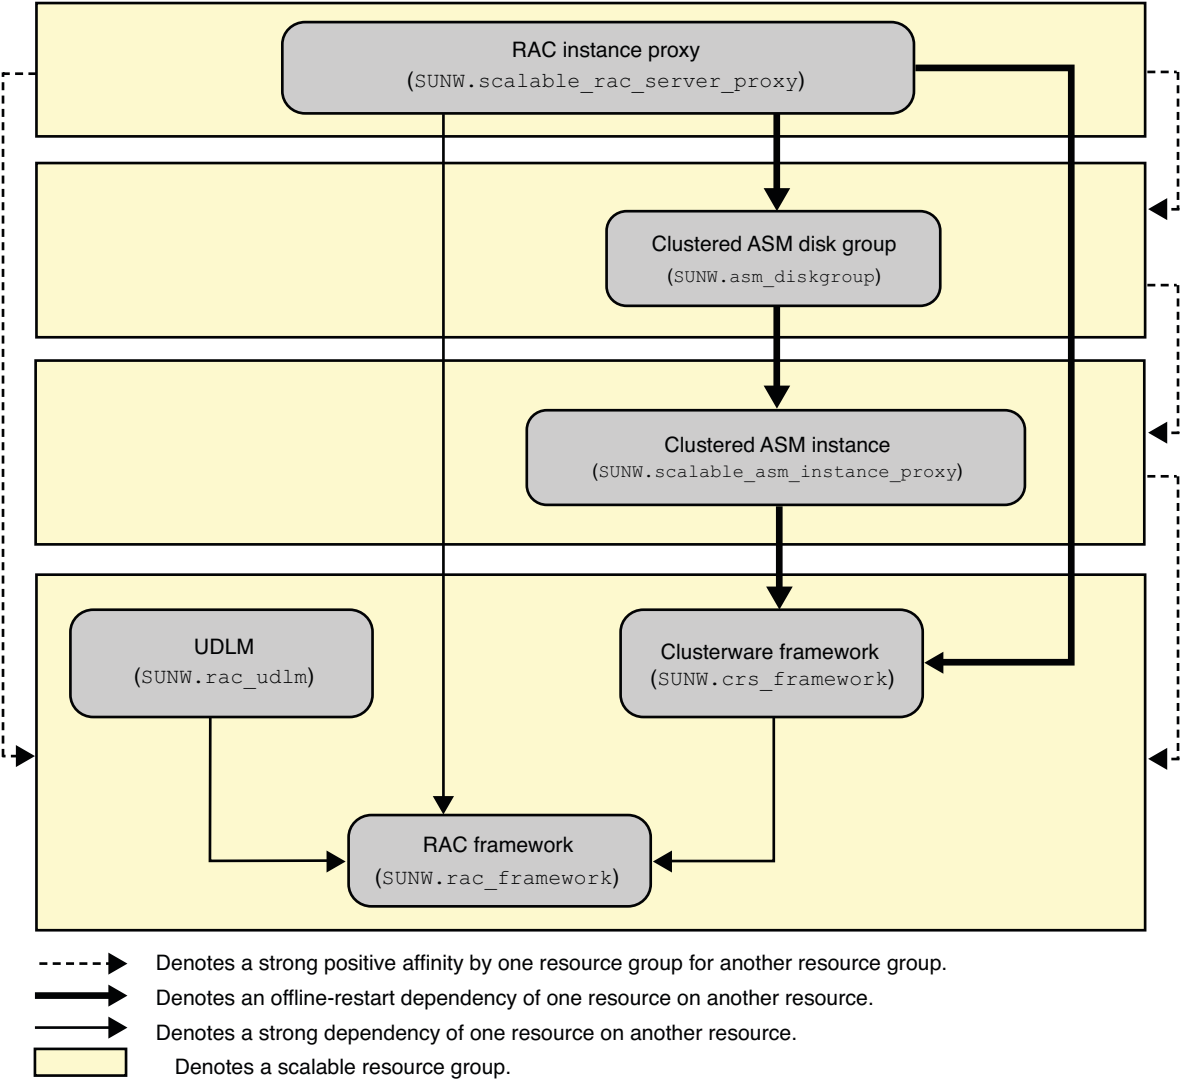 RAC instance proxy
(SUNW.scalable_rac_server_proxy)
Clustered ASM disk group
(SUNW.asm_diskgroup)
Clustered ASM instance
(SUNW.scalable_asm_instance_proxy)
UDLM
(SUNW.rac_udlm)
Clusterware framework
(SUNW.crs_framework)
RAC framework
(SUNW.rac_framework)
Denotes a strong positive affinity by one resource group for another resource group.
Denotes an offline-restart dependency of one resource on another resource.
Denotes a strong dependency of one resource on another resource.
Denotes a scalable resource group.